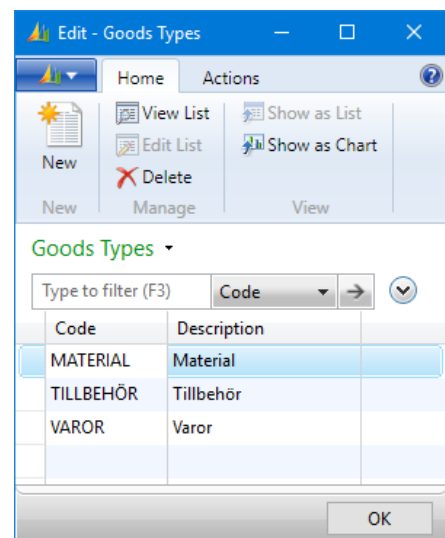 Edit - Goods Types
Home Actions
New
View List
Edit List
Delete
Show as List
Show as Chart
New Manage View
Goods Types
Type to filter (F3) Code
Code Description
MATERIAL Material
TILLBEHÖR Tillbehör
VAROR Varor
OK